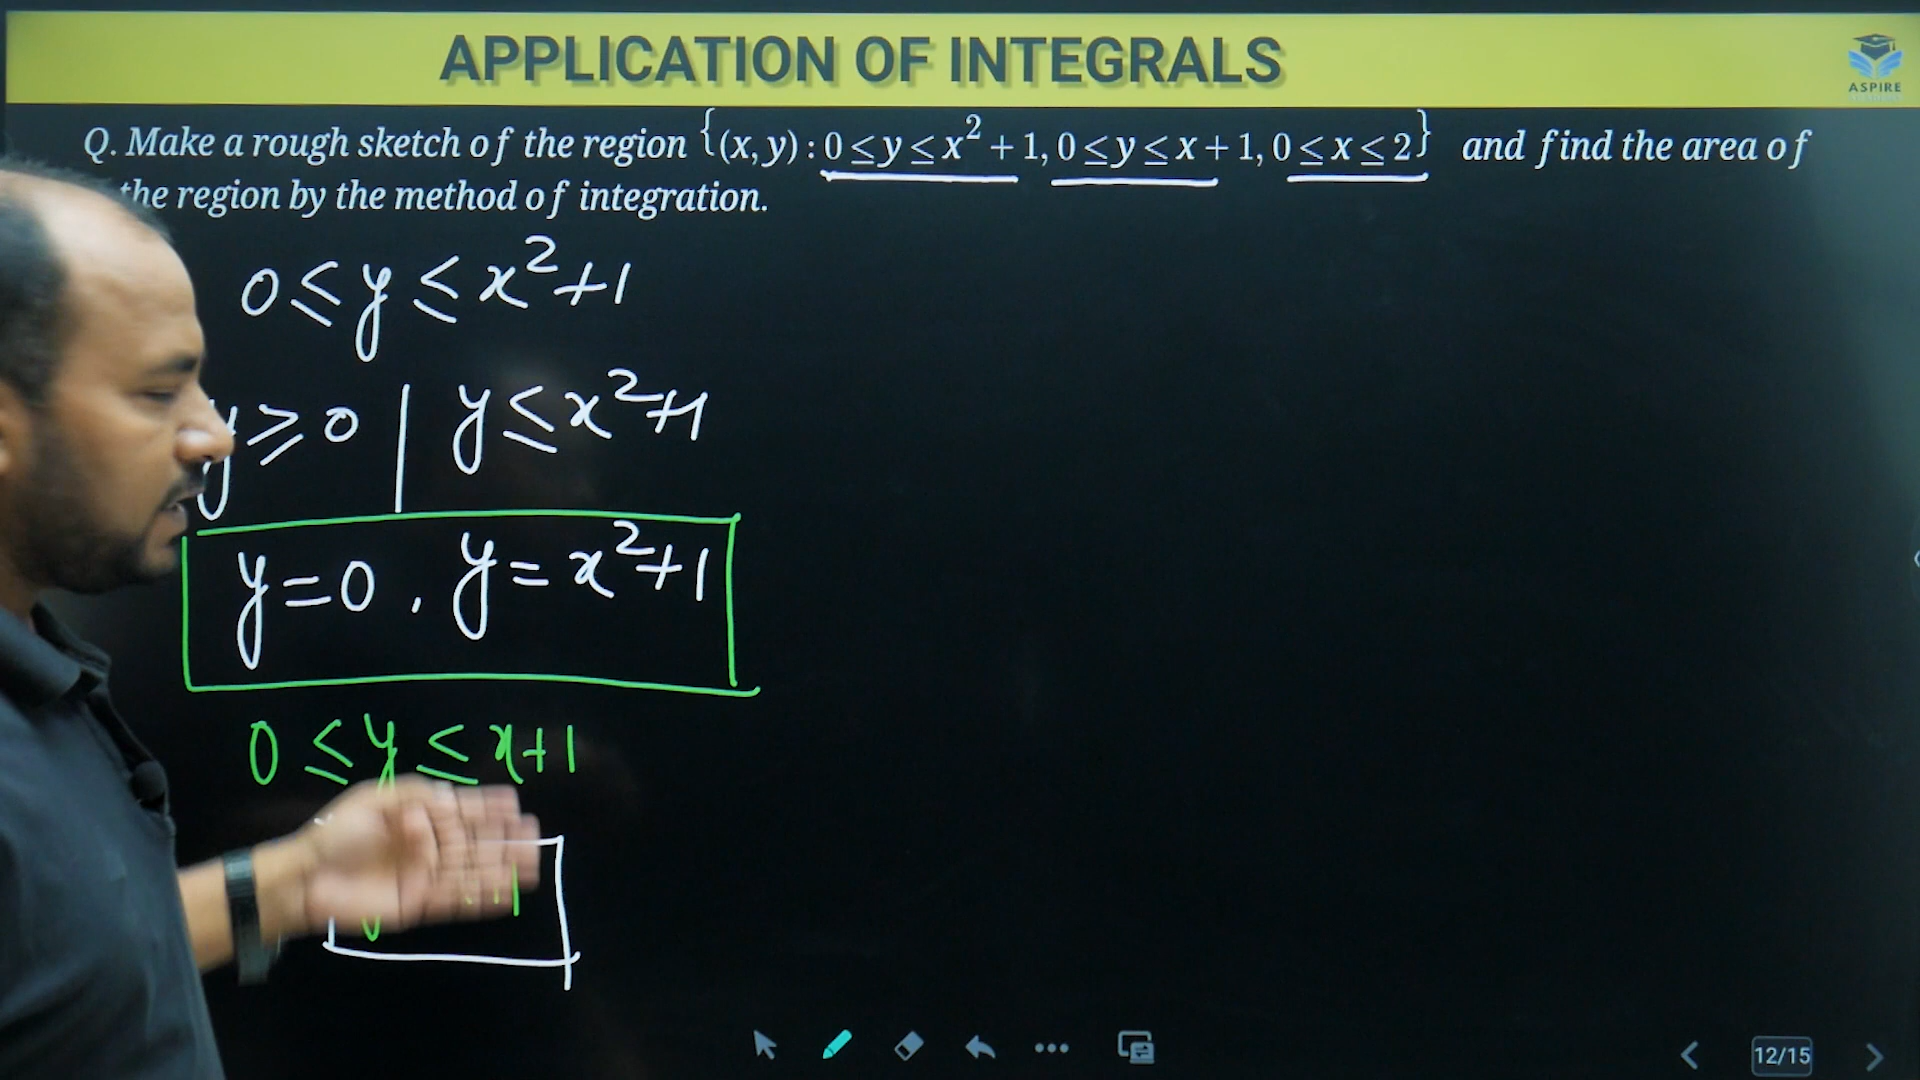 APPLICATION OF INTEGRALS
ASPIRE
Q. Make a rough sketch of the region {(x, y) : 0 ≤ y ≤ x² + 1, 0 ≤ y ≤ x + 1, 0 ≤ x ≤ 2} and find the area of
the region by the method of integration.
0 ≤ y ≤ x²+1
y ≥ 0 | y ≤ x²+1
y = 0 , y = x²+1
0 ≤ y ≤ x+1
12/15